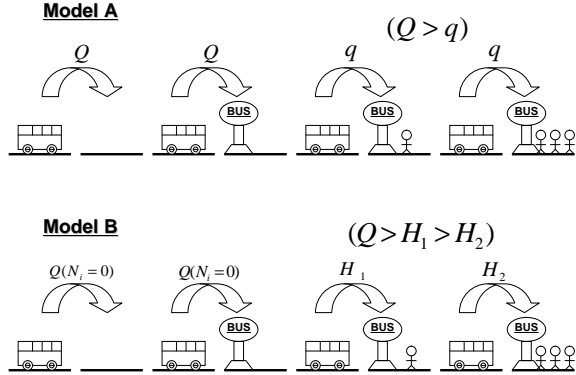 Model A
(Q > q)
Q Q q q
BUS BUS BUS
Model B
(Q > H₁ > H₂)
Q(Nᵢ = 0) Q(Nᵢ = 0) H₁ H₂
BUS BUS BUS